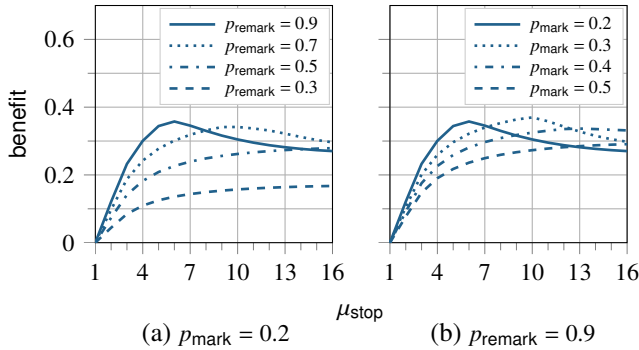 benefit
0.6
0.4
0.2
0
p_remark = 0.9
p_remark = 0.7
p_remark = 0.5
p_remark = 0.3
1 4 7 10 13 16
(a) p_mark = 0.2
p_mark = 0.2
p_mark = 0.3
p_mark = 0.4
p_mark = 0.5
1 4 7 10 13 16
μ_stop
(b) p_remark = 0.9